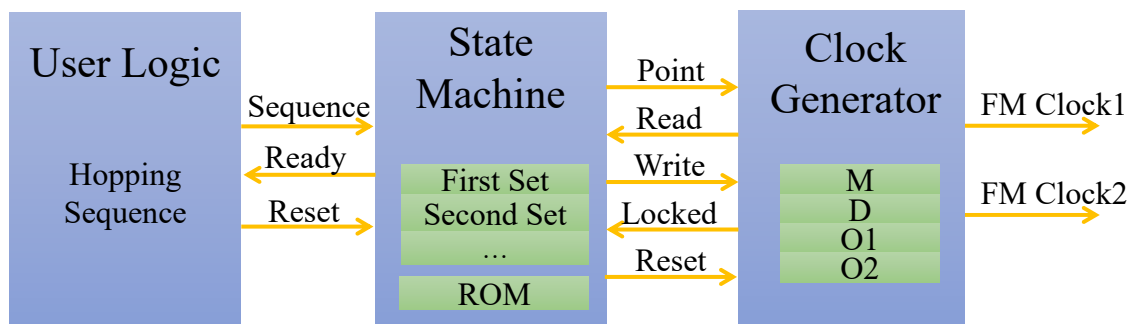 User Logic
Hopping
Sequence
Sequence
Ready
Reset
State
Machine
First Set
Second Set
...
ROM
Point
Read
Write
Locked
Reset
Clock
Generator
M
D
O1
O2
FM Clock1
FM Clock2